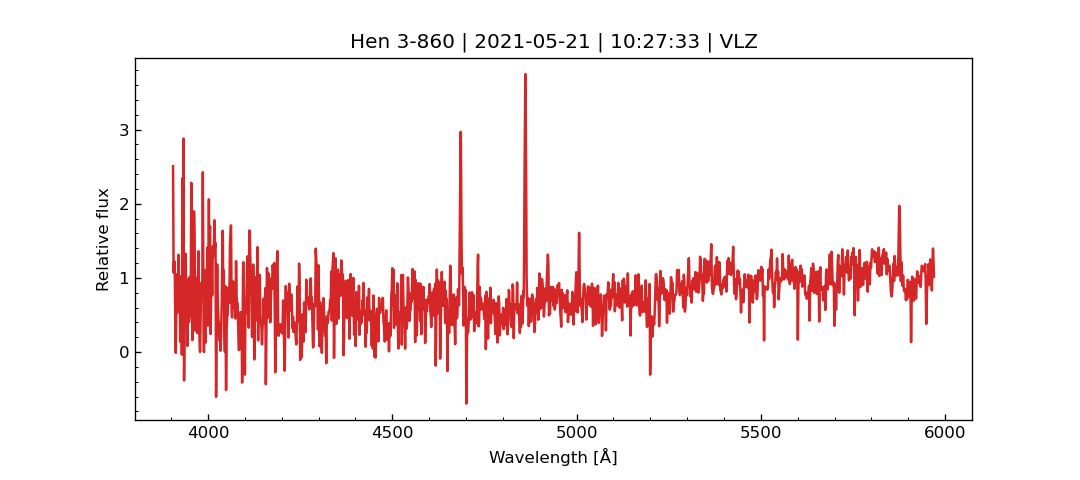 Hen 3-860 | 2021-05-21 | 10:27:33 | VLZ
Relative flux
3
2
1
0
4000 4500 5000 5500 6000
Wavelength [Å]